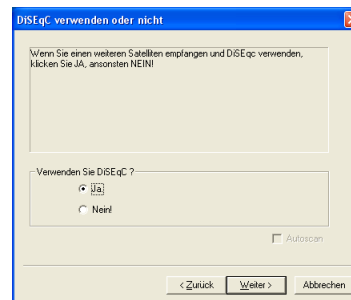 DiSEqC verwenden oder nicht
Wenn Sie einen weiteren Satelliten empfangen und DiSEqc verwenden,
klicken Sie JA, ansonsten NEIN!
Verwenden Sie DiSEqC ?
Ja
Nein!
Autoscan
< Zurück
Weiter >
Abbrechen